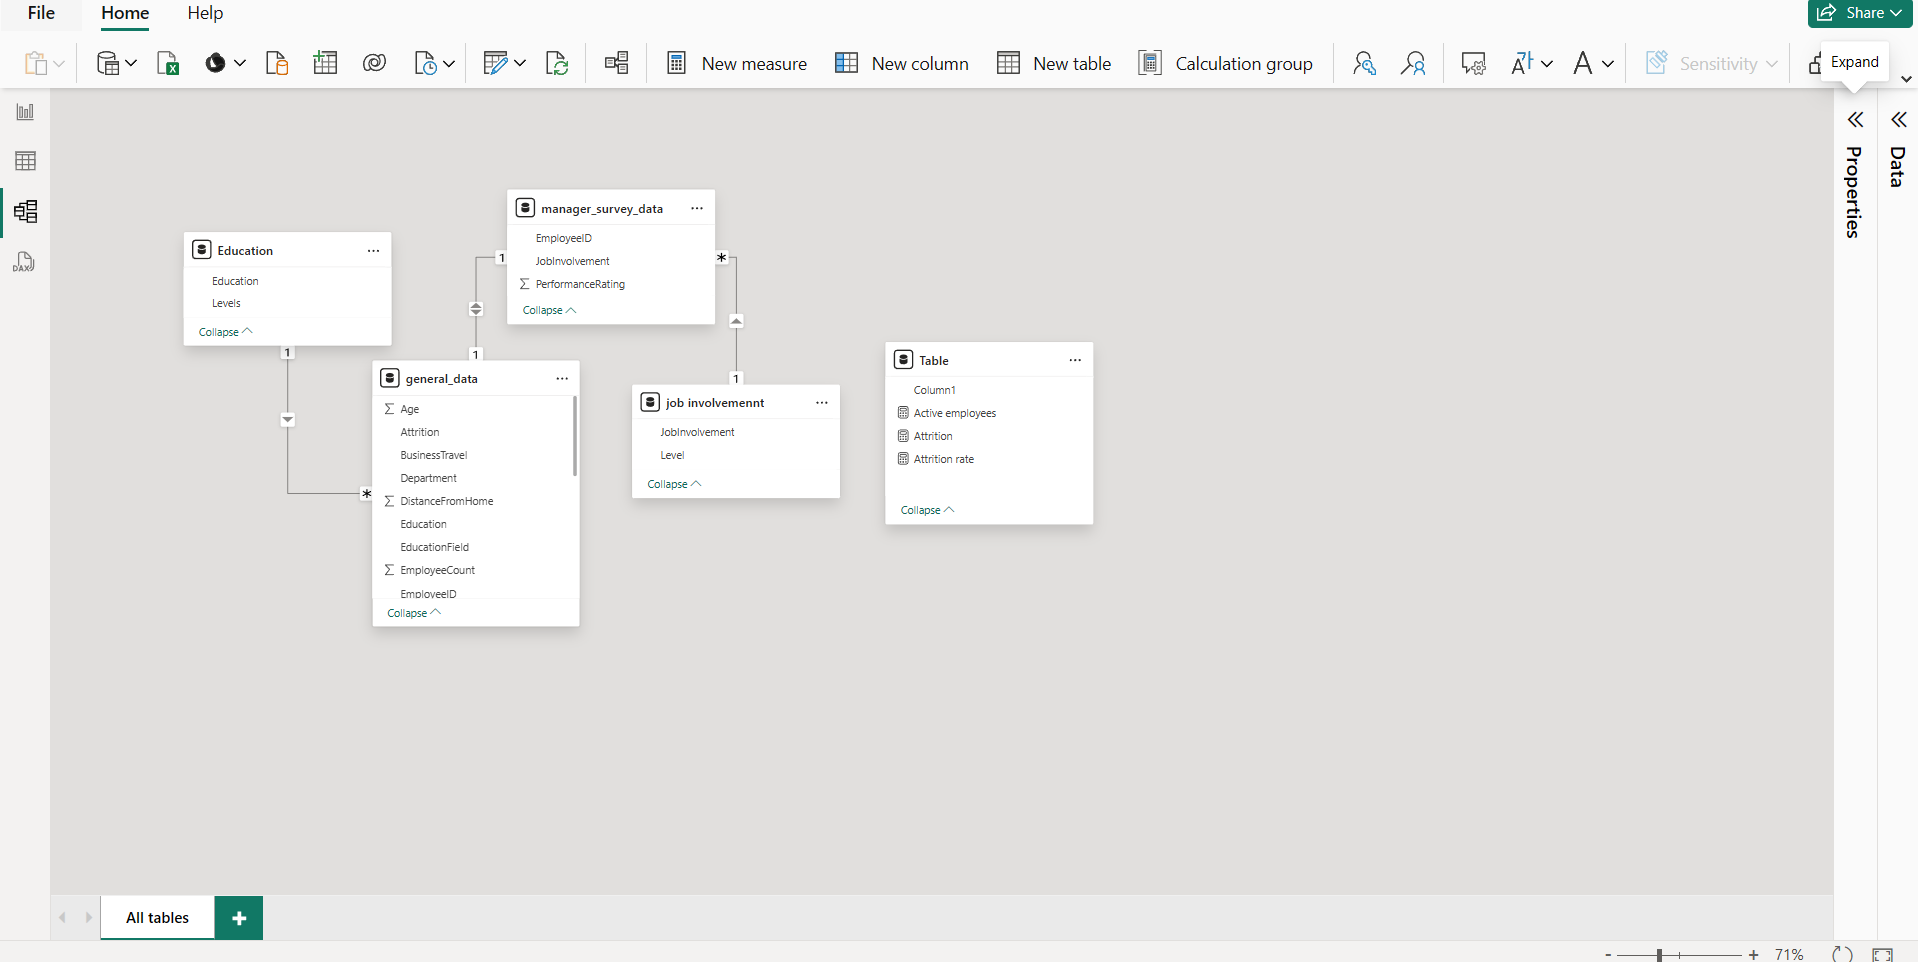 File
Home
Help
Share
New measure
New column
New table
Calculation group
Sensitivity
Expand
DAX
Properties
Data
Education
Education
Levels
Collapse
1
*
manager_survey_data
EmployeeID
JobInvolvement
PerformanceRating
Collapse
1
1
*
1
general_data
Age
Attrition
BusinessTravel
Department
DistanceFromHome
Education
EducationField
EmployeeCount
EmployeeID
Collapse
job involvemennt
JobInvolvement
Level
Collapse
Table
Column1
Active employees
Attrition
Attrition rate
Collapse
All tables
+
- + 71%